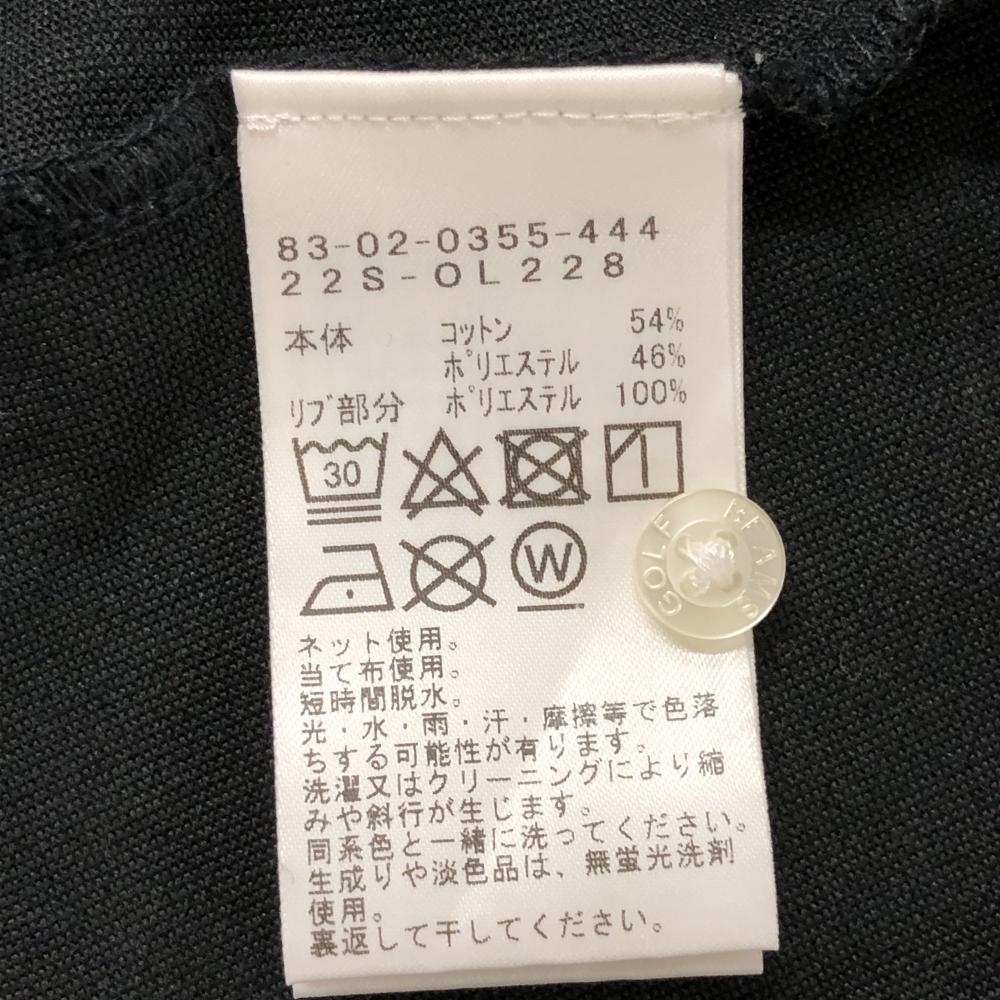 83-02-0355-444
22S-OL228
本体 コットン 54%
ポリエステル 46%
リブ部分 ポリエステル 100%
30
W
GOLF BEAMS
ネット使用。
当て布使用。
短時間脱水。
光・水・雨・汗・摩擦等で色落
ちする可能性が有ります。
洗濯又はクリーニングにより縮
みや斜行が生じます。
同系色と一緒に洗ってください。
生成りや淡色品は、無蛍光洗剤
使用。
裏返して干してください。